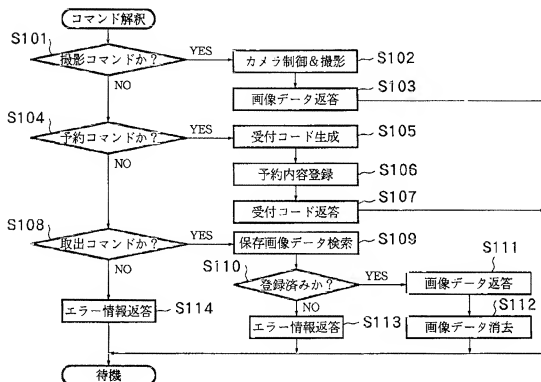 コマンド解釈
S101
撮影コマンドか?
YES
カメラ制御&撮影
S102
NO
画像データ返答
S103
S104
予約コマンドか?
YES
受付コード生成
S105
NO
予約内容登録
S106
受付コード返答
S107
S108
取出コマンドか?
YES
保存画像データ検索
S109
NO
S110
登録済みか?
YES
画像データ返答
S111
NO
エラー情報返答
S114
エラー情報返答
S113
画像データ消去
S112
待機